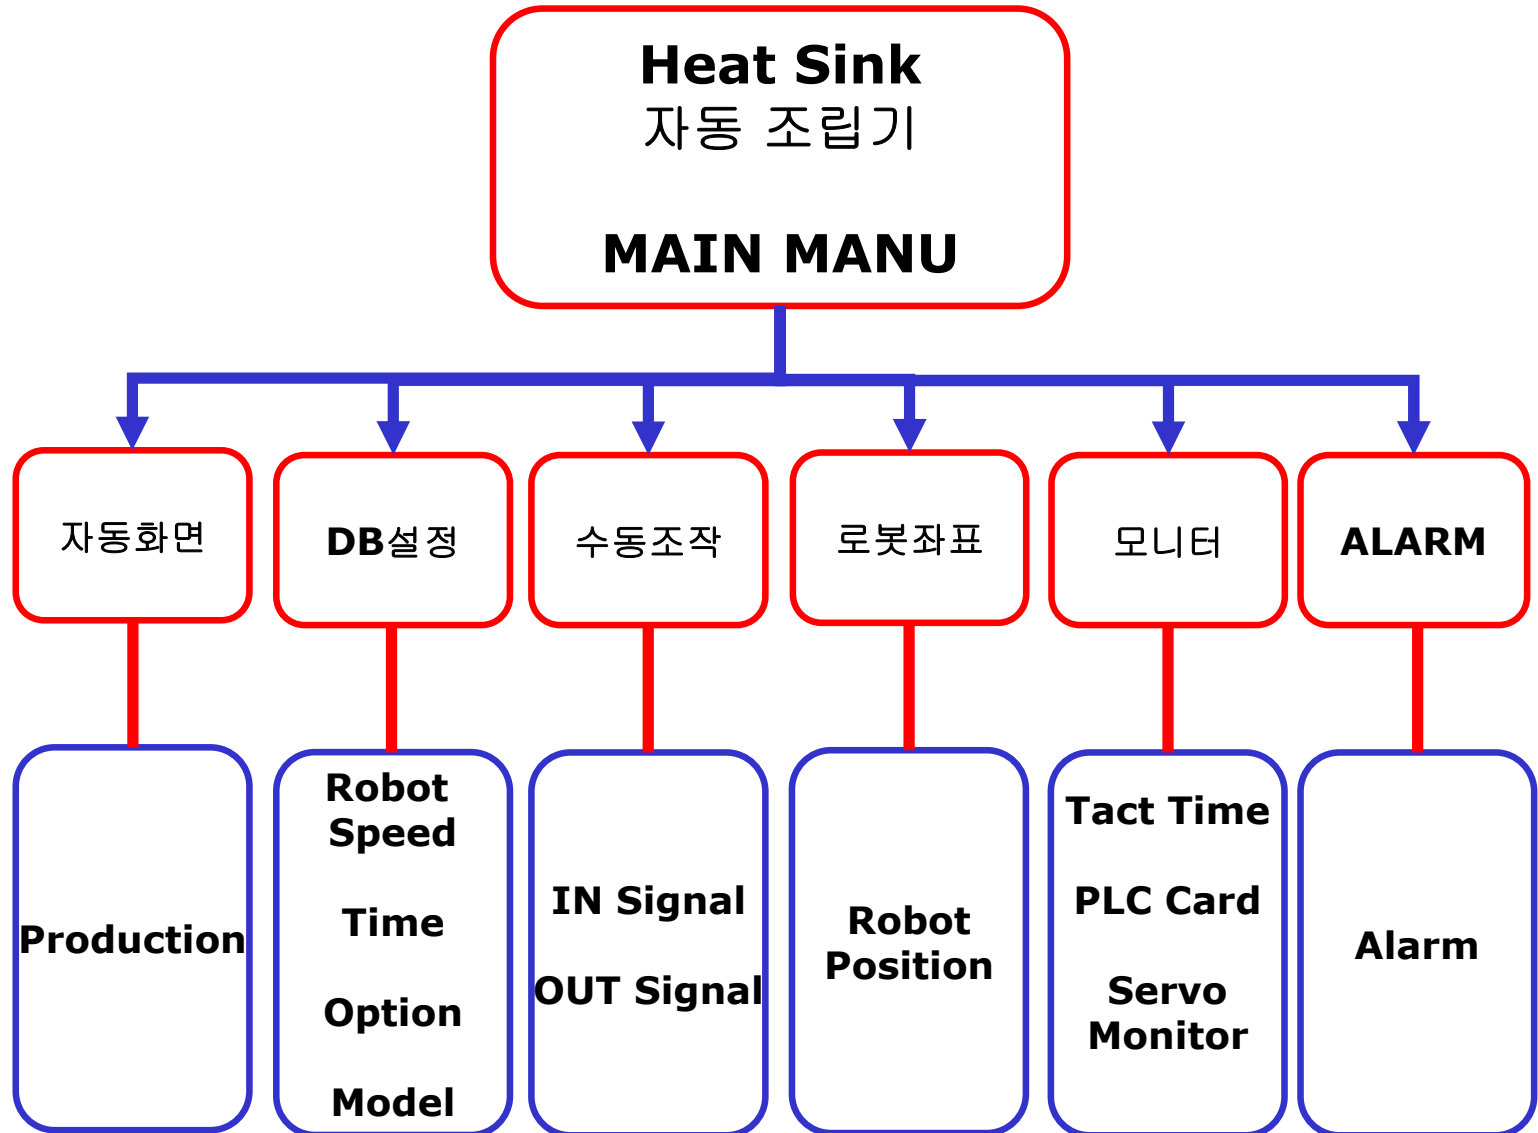 Heat Sink
자동 조립기
MAIN MANU
자동화면
DB설정
수동조작
로봇좌표
모니터
ALARM
Production
Robot
Speed
Time
Option
Model
IN Signal
OUT Signal
Robot
Position
Tact Time
PLC Card
Servo
Monitor
Alarm